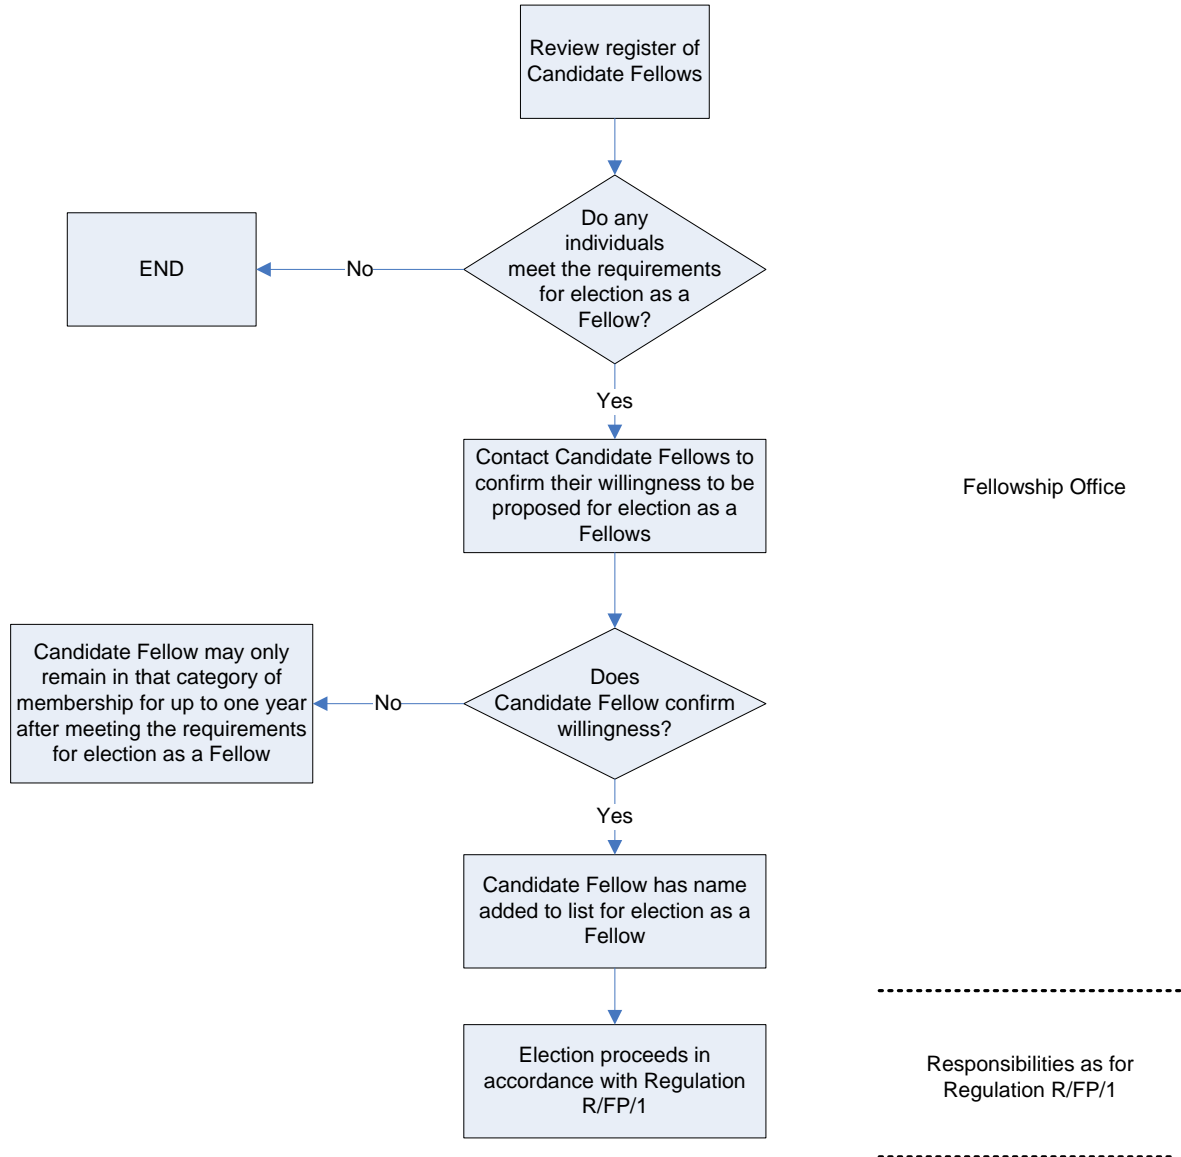 Review register of
Candidate Fellows
Do any
individuals
meet the requirements
for election as a
Fellow?
END
No
Yes
Contact Candidate Fellows to
confirm their willingness to be
proposed for election as a
Fellows
Fellowship Office
Candidate Fellow may only
remain in that category of
membership for up to one year
after meeting the requirements
for election as a Fellow
No
Does
Candidate Fellow confirm
willingness?
Yes
Candidate Fellow has name
added to list for election as a
Fellow
Election proceeds in
accordance with Regulation
R/FP/1
Responsibilities as for
Regulation R/FP/1